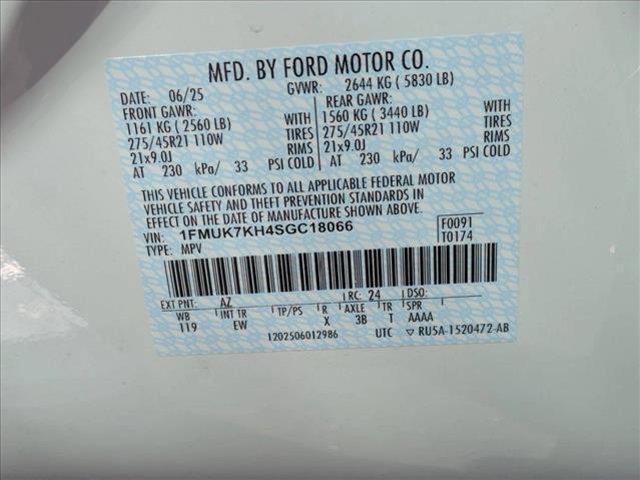 MFD. BY FORD MOTOR CO.
DATE: 06/25 GVWR: 2644 KG ( 5830 LB)
FRONT GAWR: REAR GAWR:
1161 KG ( 2560 LB) WITH 1560 KG ( 3440 LB) WITH
275/45R21 110W TIRES 275/45R21 110W TIRES
21x9.0J RIMS 21x9.0J RIMS
AT 230 kPa/ 33 PSI COLD AT 230 kPa/ 33 PSI COLD
THIS VEHICLE CONFORMS TO ALL APPLICABLE FEDERAL MOTOR
VEHICLE SAFETY AND THEFT PREVENTION STANDARDS IN
EFFECT ON THE DATE OF MANUFACTURE SHOWN ABOVE.
VIN: 1FMUK7KH4SGC18066 F0091
TYPE: MPV T0174
EXT PNT: AZ RC: 24 DSO:
WB INT TR TP/PS R AXLE TR SPR
119 EW X 3B T AAAA
1202506012986 UTC ▽ RU5A-1520472-AB